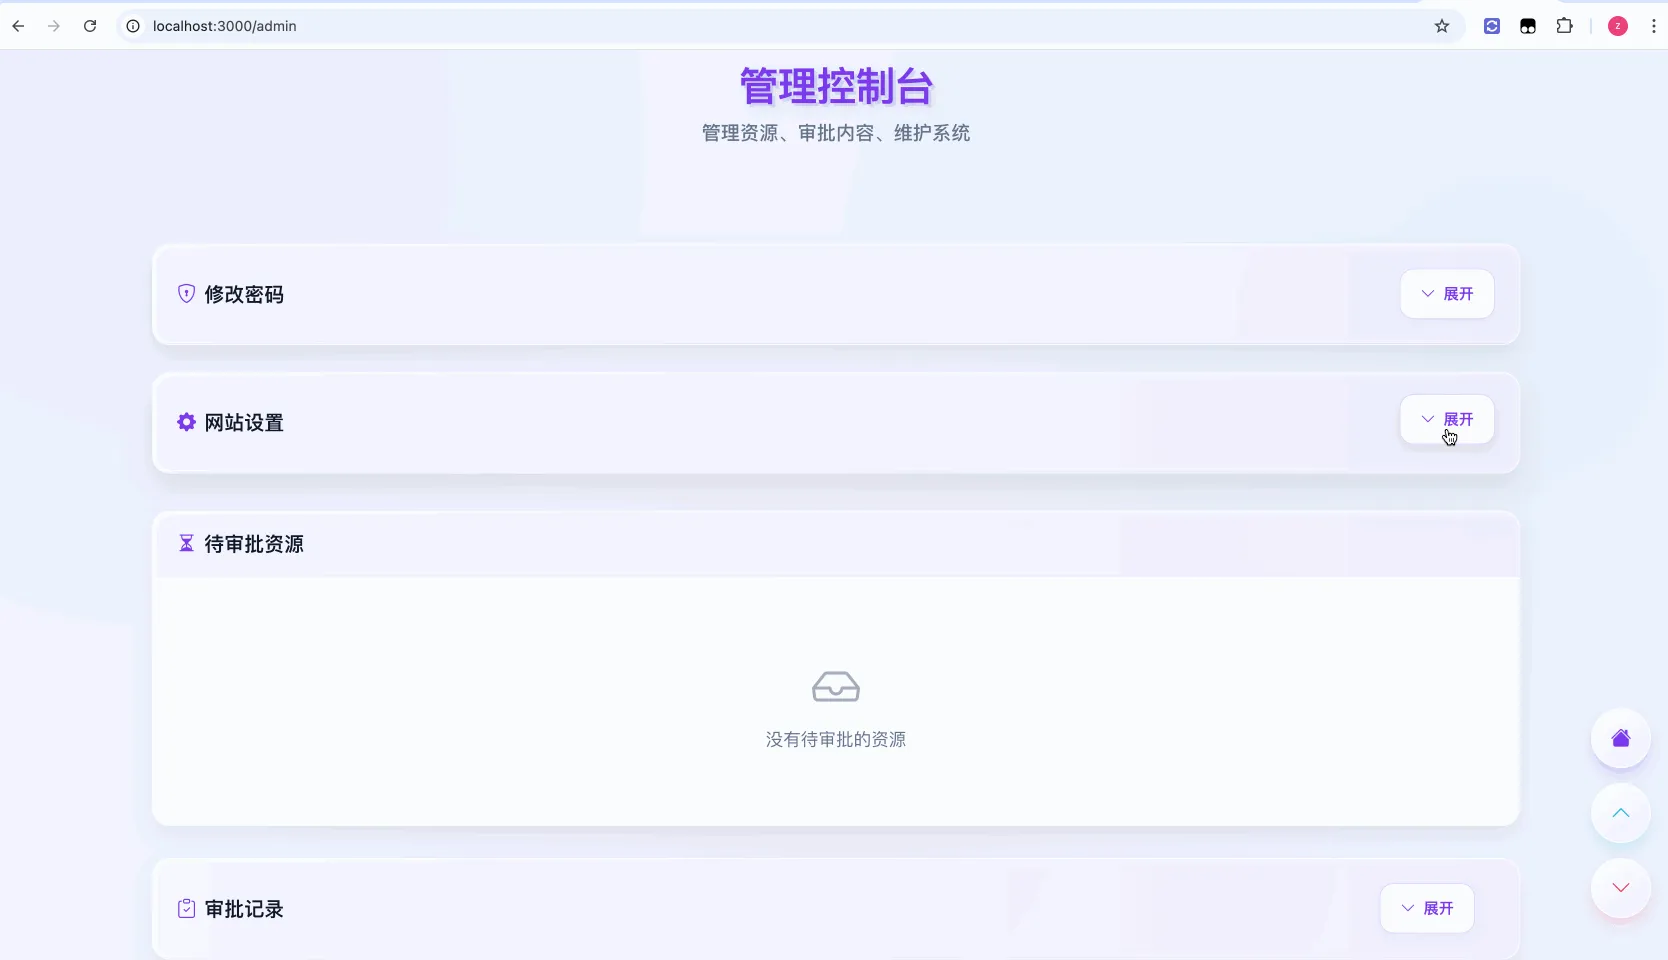 localhost:3000/admin
z
管理控制台
管理资源、审批内容、维护系统
修改密码
展开
网站设置
展开
待审批资源
没有待审批的资源
审批记录
展开